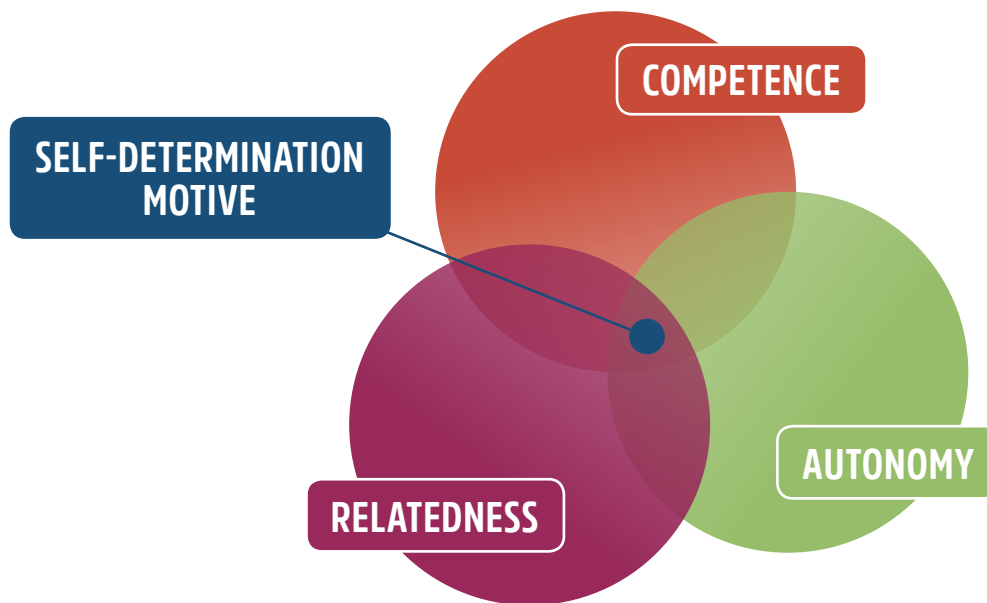 COMPETENCE
SELF-DETERMINATION
MOTIVE
AUTONOMY
RELATEDNESS